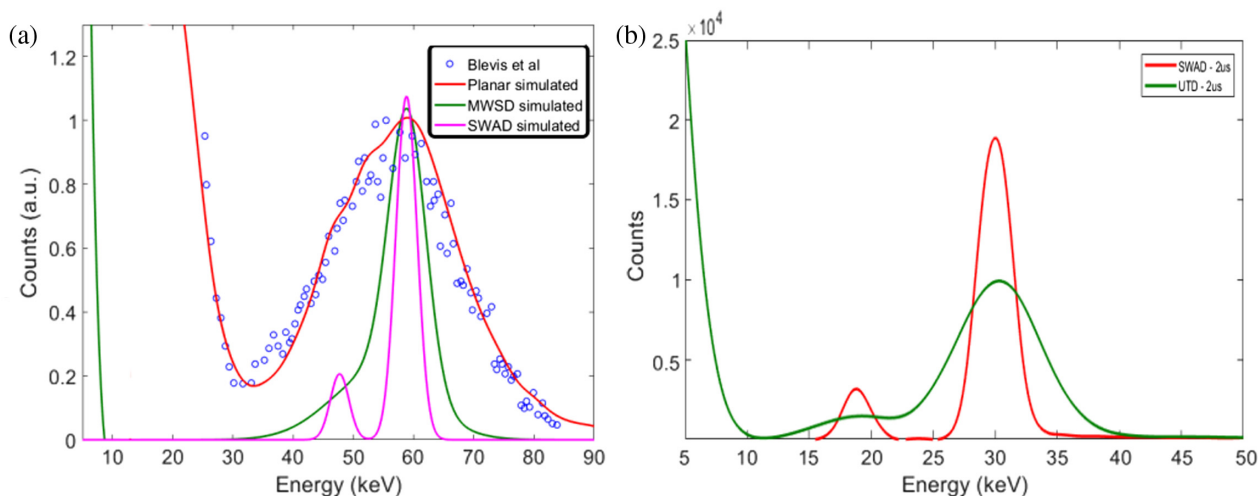 (a)
Counts (a.u.)
1.2
1
0.8
0.6
0.4
0.2
0
10 20 30 40 50 60 70 80 90
Energy (keV)
Blevis et al
Planar simulated
MWSD simulated
SWAD simulated
(b)
×10⁴
Counts
2.5
2
1.5
1
0.5
5 10 15 20 25 30 35 40 45 50
Energy (keV)
SWAD - 2us
UTD - 2us